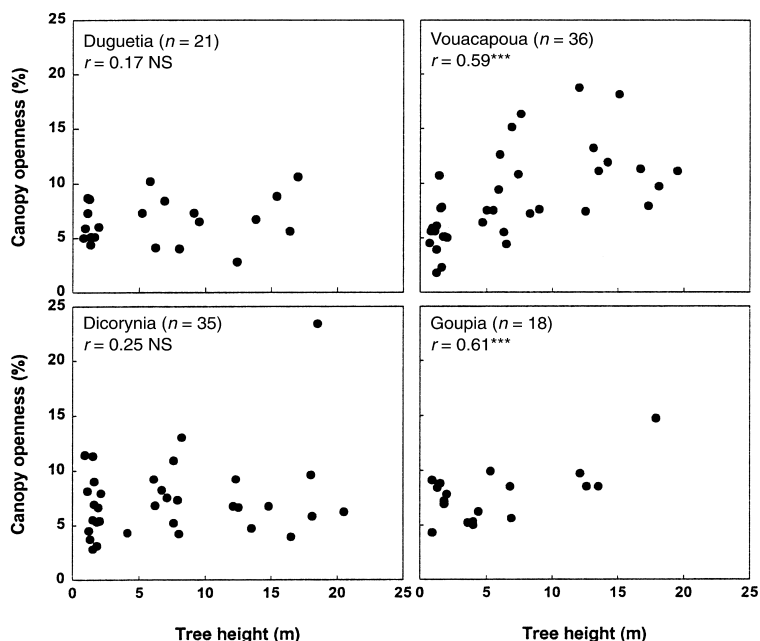 Duguetia (n = 21)
r = 0.17 NS
Vouacapoua (n = 36)
r = 0.59***
25
20
15
10
5
0
Canopy openness (%)
Dicorynia (n = 35)
r = 0.25 NS
Goupia (n = 18)
r = 0.61***
25
20
15
10
5
0
Canopy openness (%)
0 5 10 15 20 25
0 5 10 15 20 25
Tree height (m)
Tree height (m)